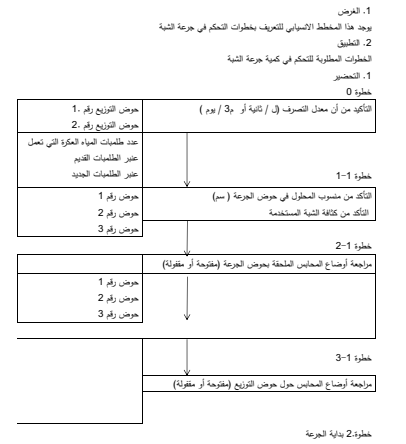 1. الغرض
يوجد هذا المخطط الانسيابي للتعريف بخطوات التحكم في جرعة الشبة
2. التطبيق
الخطوات المطلوبة للتحكم في كمية جرعة الشبة
1. التحضير
خطوة 0
التأكيد من أن معدل التصرف (ل / ثانية أو م3 / يوم )
حوض التوزيع رقم 1.
حوض التوزيع رقم 2.
عدد طلمبات المياه العكرة التي تعمل
عنبر الطلمبات القديم
عنبر الطلمبات الجديد
خطوة 1-1
التأكد من منسوب المحلول في حوض الجرعة ( سم)
التأكد من كثافة الشبة المستخدمة
حوض رقم 1
حوض رقم 2
حوض رقم 3
خطوة 1-2
مراجعة أوضاع المحابس الملحقة بحوض الجرعة (مفتوحة أو مقفولة)
حوض رقم 1
حوض رقم 2
حوض رقم 3
خطوة 1-3
مراجعة أوضاع المحابس حول حوض التوزيع (مفتوحة أو مقفولة)
خطوة.2 بداية الجرعة